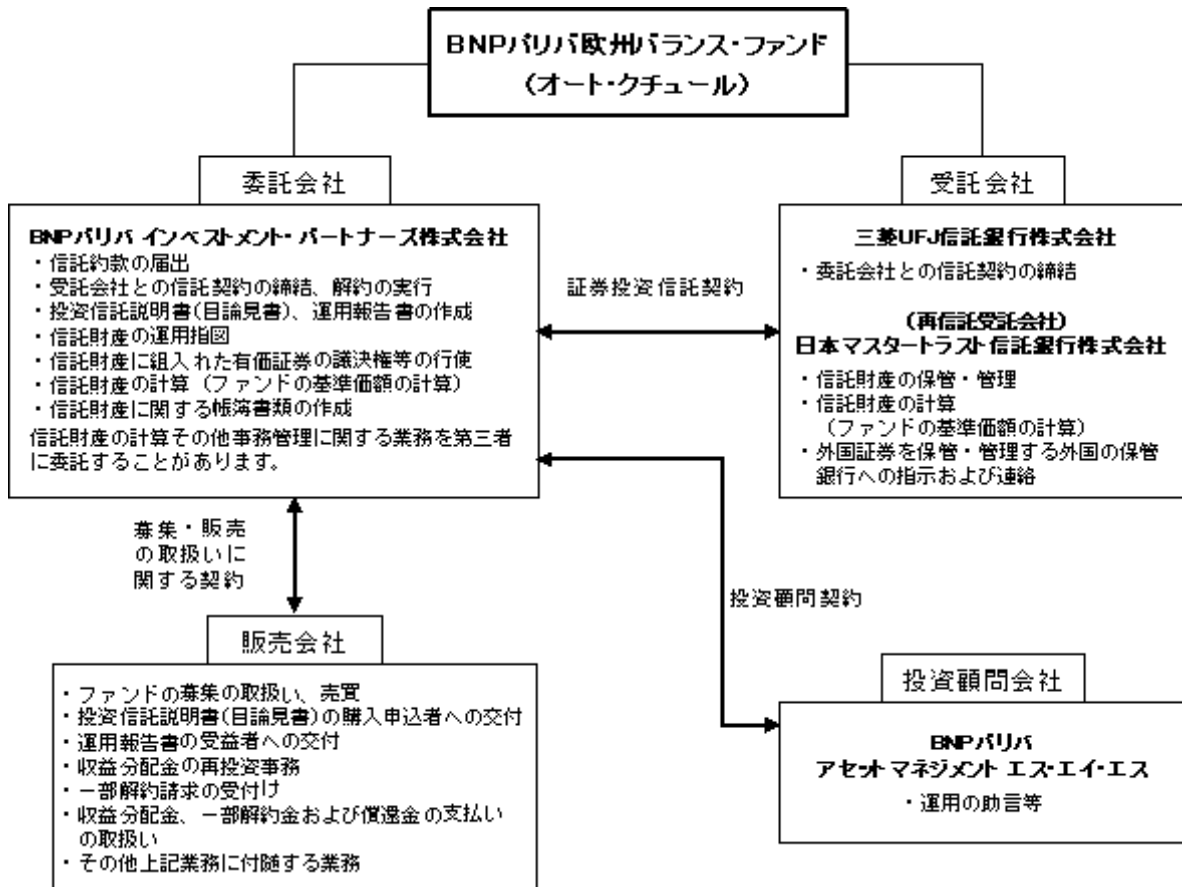 BNPパリバ欧州バランス・ファンド
（オート・クチュール）
委託会社
BNPパリバ インベストメント・パートナーズ株式会社
・信託約款の届出
・受託会社との信託契約の締結、解約の実行
・投資信託説明書(目論見書)、運用報告書の作成
・信託財産の運用指図
・信託財産に組入れた有価証券の議決権等の行使
・信託財産の計算（ファンドの基準価額の計算）
・信託財産に関する帳簿書類の作成
信託財産の計算その他事務管理に関する業務を第三者
に委託することがあります。
証券投資信託契約
受託会社
三菱UFJ信託銀行株式会社
・委託会社との信託契約の締結
（再信託受託会社）
日本マスタートラスト信託銀行株式会社
・信託財産の保管・管理
・信託財産の計算
（ファンドの基準価額の計算）
・外国証券を保管・管理する外国の保管
銀行への指示および連絡
募集・販売
の取扱いに
関する契約
投資顧問契約
販売会社
・ファンドの募集の取扱い、売買
・投資信託説明書(目論見書)の購入申込者への交付
・運用報告書の受益者への交付
・収益分配金の再投資事務
・一部解約請求の受付け
・収益分配金、一部解約金および償還金の支払い
の取扱い
・その他上記業務に付随する業務
投資顧問会社
BNPパリバ
アセットマネジメント エス・エイ・エス
・運用の助言等